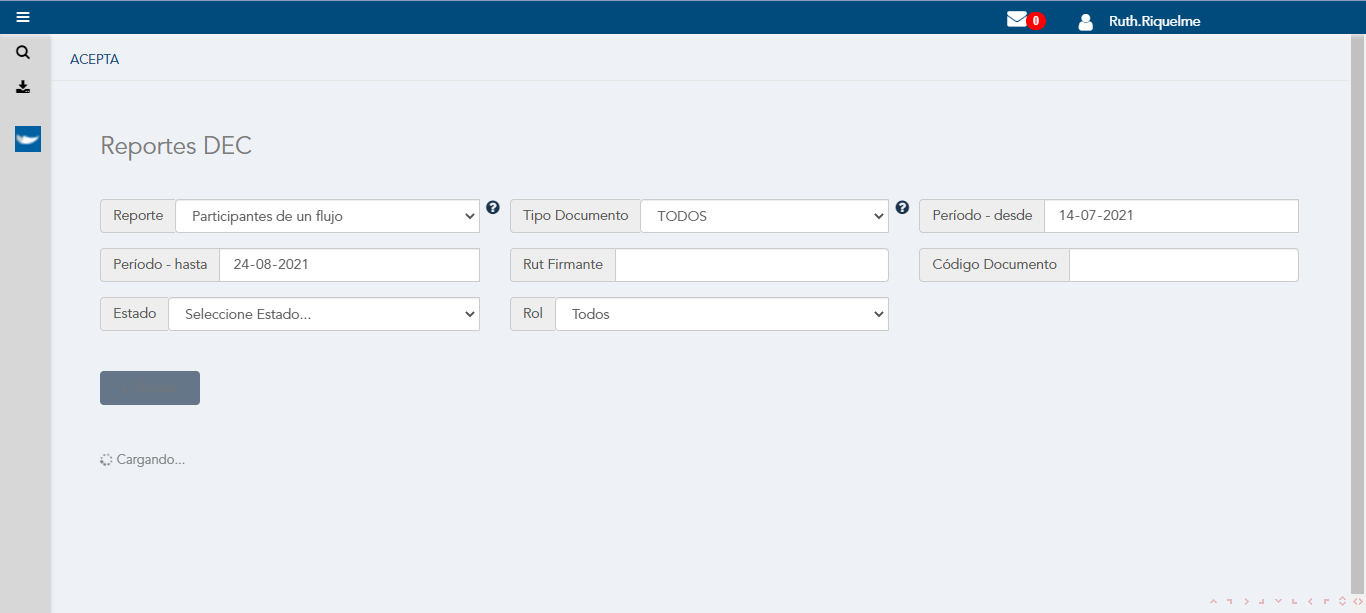 0 Ruth.Riquelme
ACEPTA
Reportes DEC
Reporte Participantes de un flujo Tipo Documento TODOS Período - desde 14-07-2021
Período - hasta 24-08-2021 Rut Firmante Código Documento
Estado Seleccione Estado... Rol Todos
Cargando...